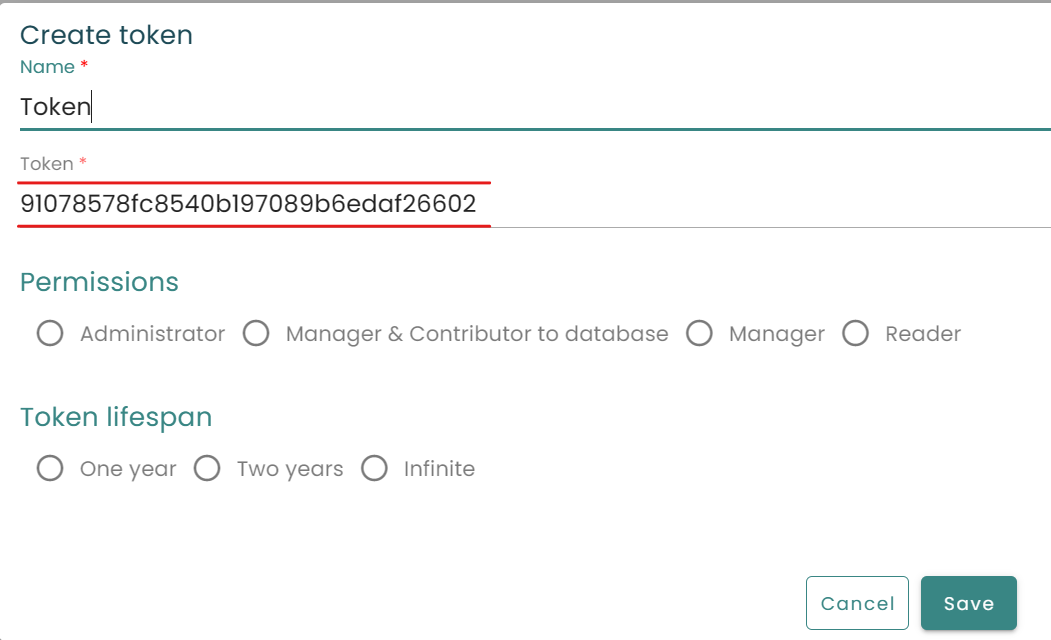 Create token
Name *
Token
Token *
91078578fc8540b197089b6edaf26602
Permissions
Administrator Manager & Contributor to database Manager Reader
Token lifespan
One year Two years Infinite
Cancel Save